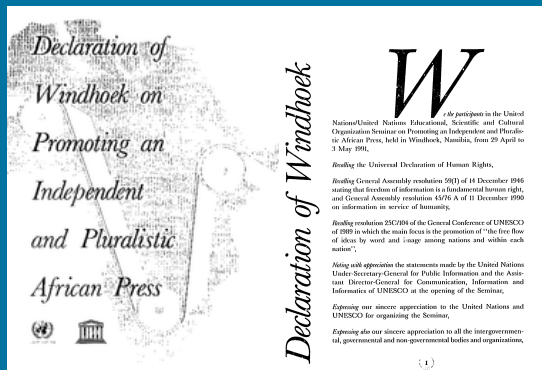 Declaration of
Windhoek on
Promoting an
Independent
and Pluralistic
African Press
Declaration of Windhoek
We the participants in the United
Nations/United Nations Educational, Scientific and Cultural
Organization Seminar on Promoting an Independent and Pluralis-
tic African Press, held in Windhoek, Namibia, from 29 April to
3 May 1991,
Recalling the Universal Declaration of Human Rights,
Recalling General Assembly resolution 59(I) of 14 December 1946
stating that freedom of information is a fundamental human right,
and General Assembly resolution 45/76 A of 11 December 1990
on information in service of humanity,
Recalling resolution 25C/104 of the General Conference of UNESCO
of 1989 in which the main focus is the promotion of "the free flow
of ideas by word and image among nations and within each
nation",
Noting with appreciation the statements made by the United Nations
Under-Secretary-General for Public Information and the Assis-
tant Director-General for Communication, Information and
Informatics of UNESCO at the opening of the Seminar,
Expressing our sincere appreciation to the United Nations and
UNESCO for organizing the Seminar,
Expressing also our sincere appreciation to all the intergovernmen-
tal, governmental and non-governmental bodies and organizations,
1